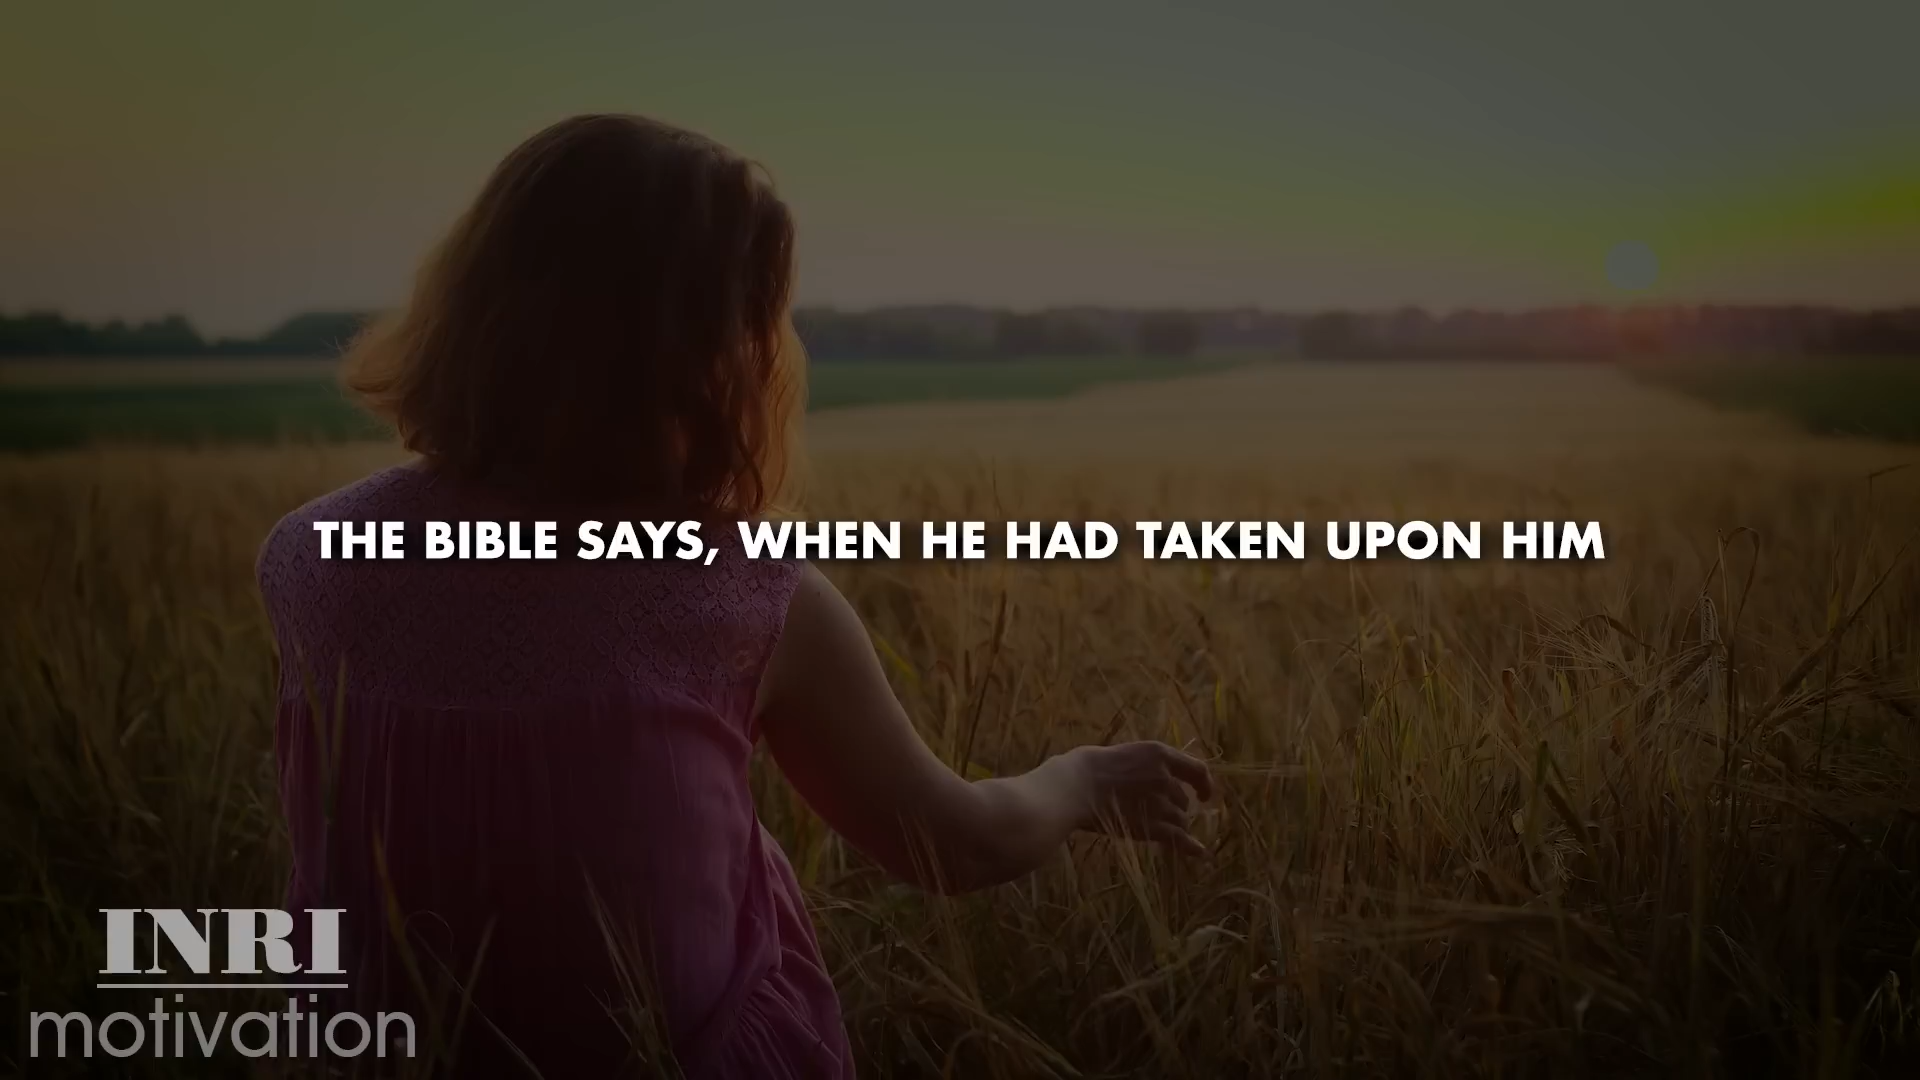 THE BIBLE SAYS, WHEN HE HAD TAKEN UPON HIM
INRI
motivation